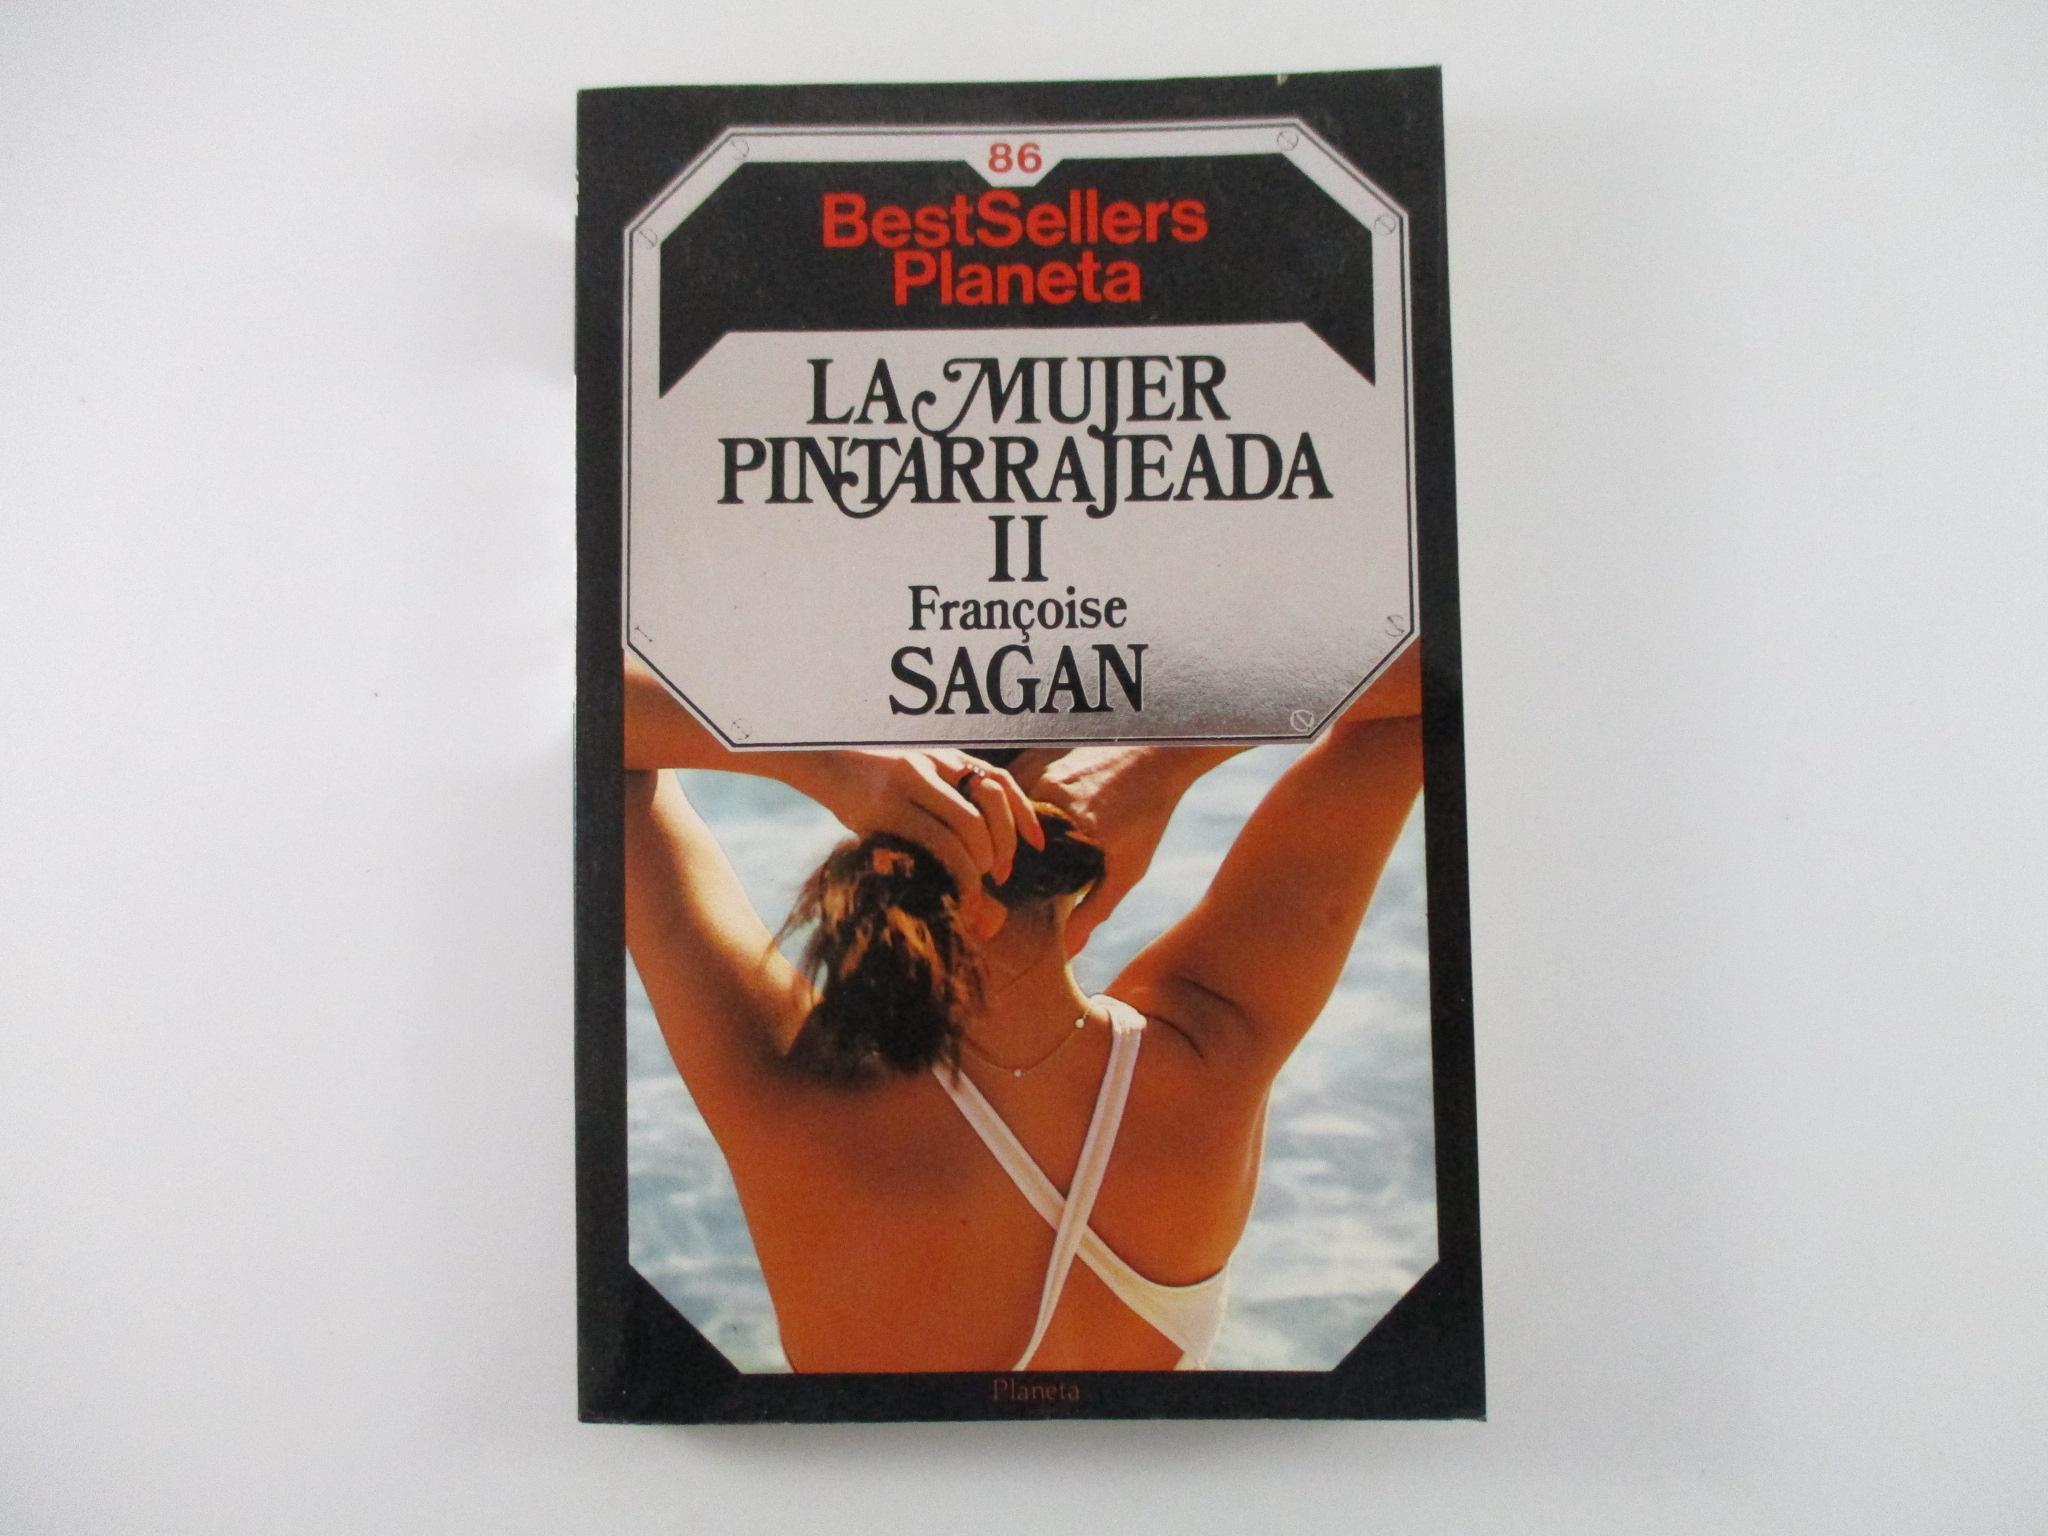 86
BestSellers
Planeta
LA MUJER
PINTARRAJEADA
II
Françoise
SAGAN
Planeta